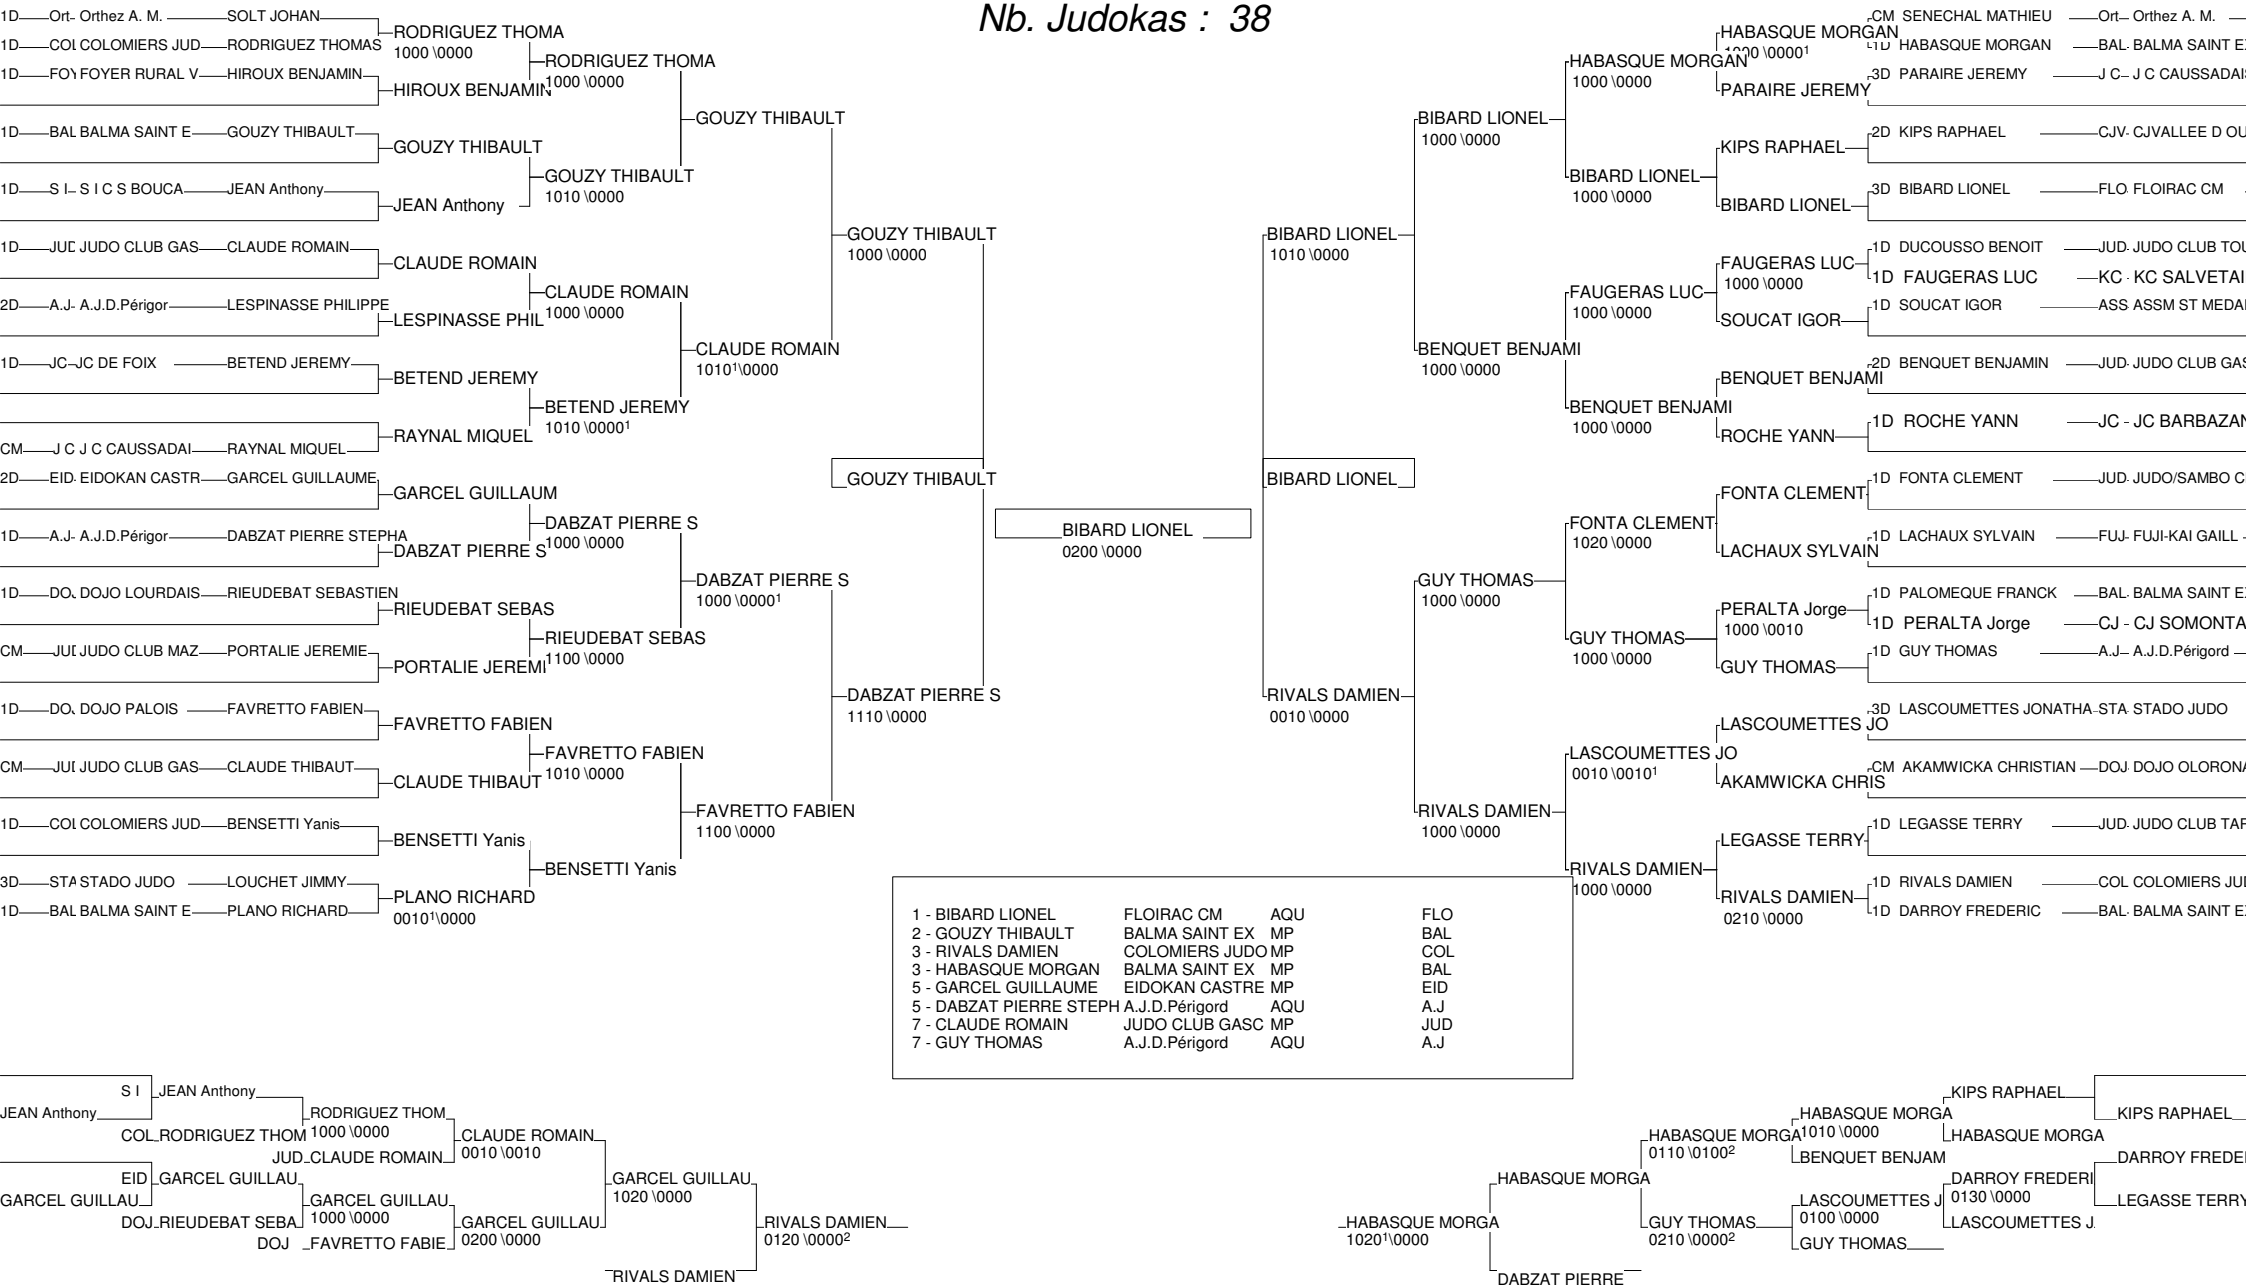 Nb. Judokas : 38
1D Ort- Orthez A. M. SOLT JOHAN
1D COL COLOMIERS JUD RODRIGUEZ THOMAS
1D FOY FOYER RURAL V HIROUX BENJAMIN
1D BAL BALMA SAINT E GOUZY THIBAULT
1D S I S I C S BOUCA JEAN Anthony
1D JUD JUDO CLUB GAS CLAUDE ROMAIN
2D A.J- A.J.D.Périgor LESPINASSE PHILIPPE
1D JC JC DE FOIX BETEND JEREMY
CM J C J C CAUSSADAI RAYNAL MIQUEL
2D EID- EIDOKAN CASTR GARCEL GUILLAUME
1D A.J- A.J.D.Périgor DABZAT PIERRE STEPHA
1D DOJ DOJO LOURDAIS RIEUDEBAT SEBASTIEN
CM JUD JUDO CLUB MAZ PORTALIE JEREMIE
1D DOJ DOJO PALOIS FAVRETTO FABIEN
CM JUD JUDO CLUB GAS CLAUDE THIBAUT
1D COL COLOMIERS JUD BENSETTI Yanis
3D STA STADO JUDO LOUCHET JIMMY
1D BAL BALMA SAINT E PLANO RICHARD
RODRIGUEZ THOMA
1000 \0000
HIROUX BENJAMIN
GOUZY THIBAULT
JEAN Anthony
CLAUDE ROMAIN
LESPINASSE PHIL
BETEND JEREMY
RAYNAL MIQUEL
GARCEL GUILLAUM
DABZAT PIERRE S
RIEUDEBAT SEBAS
PORTALIE JEREMI
FAVRETTO FABIEN
CLAUDE THIBAUT
BENSETTI Yanis
PLANO RICHARD
0010¹\0000
RODRIGUEZ THOMA
1000 \0000
GOUZY THIBAULT
1010 \0000
CLAUDE ROMAIN
1000 \0000
BETEND JEREMY
1010 \0000¹
DABZAT PIERRE S
1000 \0000
RIEUDEBAT SEBAS
1100 \0000
FAVRETTO FABIEN
1010 \0000
BENSETTI Yanis
GOUZY THIBAULT
CLAUDE ROMAIN
1010¹\0000
DABZAT PIERRE S
1000 \0000¹
FAVRETTO FABIEN
1100 \0000
GOUZY THIBAULT
1000 \0000
DABZAT PIERRE S
1110 \0000
GOUZY THIBAULT
BIBARD LIONEL
0200 \0000
BIBARD LIONEL
BIBARD LIONEL
1010 \0000
RIVALS DAMIEN
0010 \0000
BIBARD LIONEL
1000 \0000
BENQUET BENJAMI
1000 \0000
GUY THOMAS
1000 \0000
RIVALS DAMIEN
1000 \0000
HABASQUE MORGAN
1000 \0000
BIBARD LIONEL
1000 \0000
FAUGERAS LUC
1000 \0000
BENQUET BENJAMI
1000 \0000
FONTA CLEMENT
1020 \0000
GUY THOMAS
1000 \0000
LASCOUMETTES JO
0010 \0010¹
RIVALS DAMIEN
1000 \0000
HABASQUE MORGAN
1000 \0000¹
PARAIRE JEREMY
KIPS RAPHAEL
BIBARD LIONEL
FAUGERAS LUC
1000 \0000
SOUCAT IGOR
BENQUET BENJAMI
ROCHE YANN
FONTA CLEMENT
LACHAUX SYLVAIN
PERALTA Jorge
1000 \0010
GUY THOMAS
LASCOUMETTES JO
AKAMWICKA CHRIS
LEGASSE TERRY
RIVALS DAMIEN
0210 \0000
CM SENECHAL MATHIEU Ort Orthez A. M.
1D HABASQUE MORGAN BAL- BALMA SAINT E
3D PARAIRE JEREMY J C J C CAUSSADAI
2D KIPS RAPHAEL CJV- CJVALLEE D OU
3D BIBARD LIONEL FLO FLOIRAC CM
1D DUCOUSSO BENOIT JUD- JUDO CLUB TOU
1D FAUGERAS LUC KC - KC SALVETAI
1D SOUCAT IGOR ASS ASSM ST MEDA
2D BENQUET BENJAMIN JUD- JUDO CLUB GAS
1D ROCHE YANN JC - JC BARBAZAN
1D FONTA CLEMENT JUD- JUDO/SAMBO C
1D LACHAUX SYLVAIN FUJ- FUJI-KAI GAILL
1D PALOMEQUE FRANCK BAL- BALMA SAINT E
1D PERALTA Jorge CJ - CJ SOMONTA
1D GUY THOMAS A.J A.J.D.Périgord
3D LASCOUMETTES JONATHA STA- STADO JUDO
CM AKAMWICKA CHRISTIAN DOJ- DOJO OLORONA
1D LEGASSE TERRY JUD- JUDO CLUB TAR
1D RIVALS DAMIEN COL COLOMIERS JU
1D DARROY FREDERIC BAL- BALMA SAINT E
1 - BIBARD LIONEL FLOIRAC CM AQU FLO
2 - GOUZY THIBAULT BALMA SAINT EX MP BAL
3 - RIVALS DAMIEN COLOMIERS JUDO MP COL
3 - HABASQUE MORGAN BALMA SAINT EX MP BAL
5 - GARCEL GUILLAUME EIDOKAN CASTRE MP EID
5 - DABZAT PIERRE STEPH A.J.D.Périgord AQU A.J
7 - CLAUDE ROMAIN JUDO CLUB GASC MP JUD
7 - GUY THOMAS A.J.D.Périgord AQU A.J
JEAN Anthony
GARCEL GUILLAU
S I JEAN Anthony
COL RODRIGUEZ THOM
JUD CLAUDE ROMAIN
EID GARCEL GUILLAU
DOJ RIEUDEBAT SEBA
DOJ FAVRETTO FABIE
RODRIGUEZ THOM
1000 \0000
GARCEL GUILLAU
1000 \0000
CLAUDE ROMAIN
0010 \0010
GARCEL GUILLAU
0200 \0000
GARCEL GUILLAU
1020 \0000
RIVALS DAMIEN
RIVALS DAMIEN
0120 \0000²
HABASQUE MORGA
1020¹\0000
HABASQUE MORGA
DABZAT PIERRE
HABASQUE MORGA
0110 \0100²
GUY THOMAS
0210 \0000²
HABASQUE MORGA
1010 \0000
BENQUET BENJAM
LASCOUMETTES J
0100 \0000
GUY THOMAS
KIPS RAPHAEL
HABASQUE MORGA
DARROY FREDERI
0130 \0000
LASCOUMETTES J
KIPS RAPHAEL
DARROY FREDE
LEGASSE TERRY